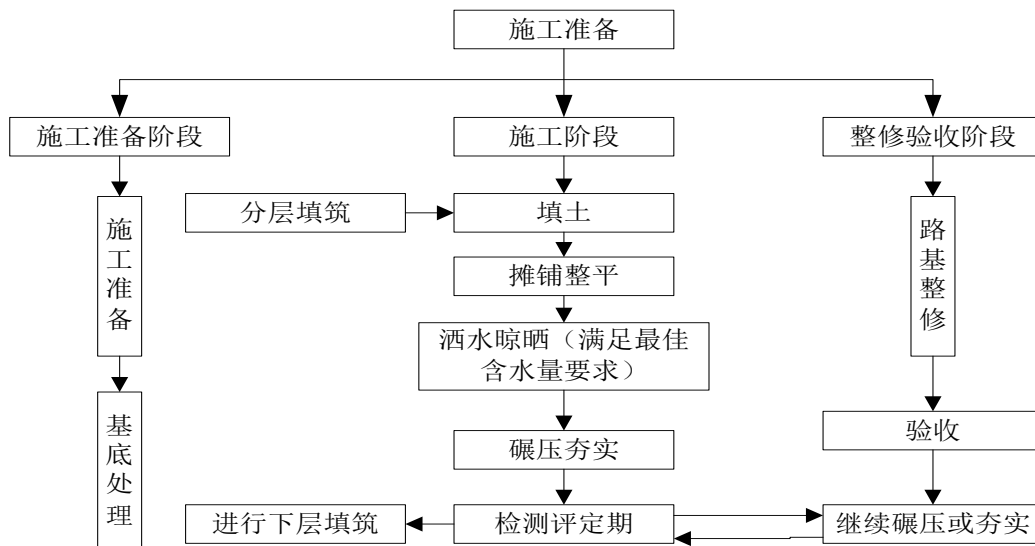 施工准备
施工准备阶段
施工阶段
整修验收阶段
分层填筑
填土
施工准备
路基整修
摊铺整平
洒水晾晒（满足最佳
含水量要求）
基底处理
碾压夯实
验收
进行下层填筑
检测评定期
继续碾压或夯实